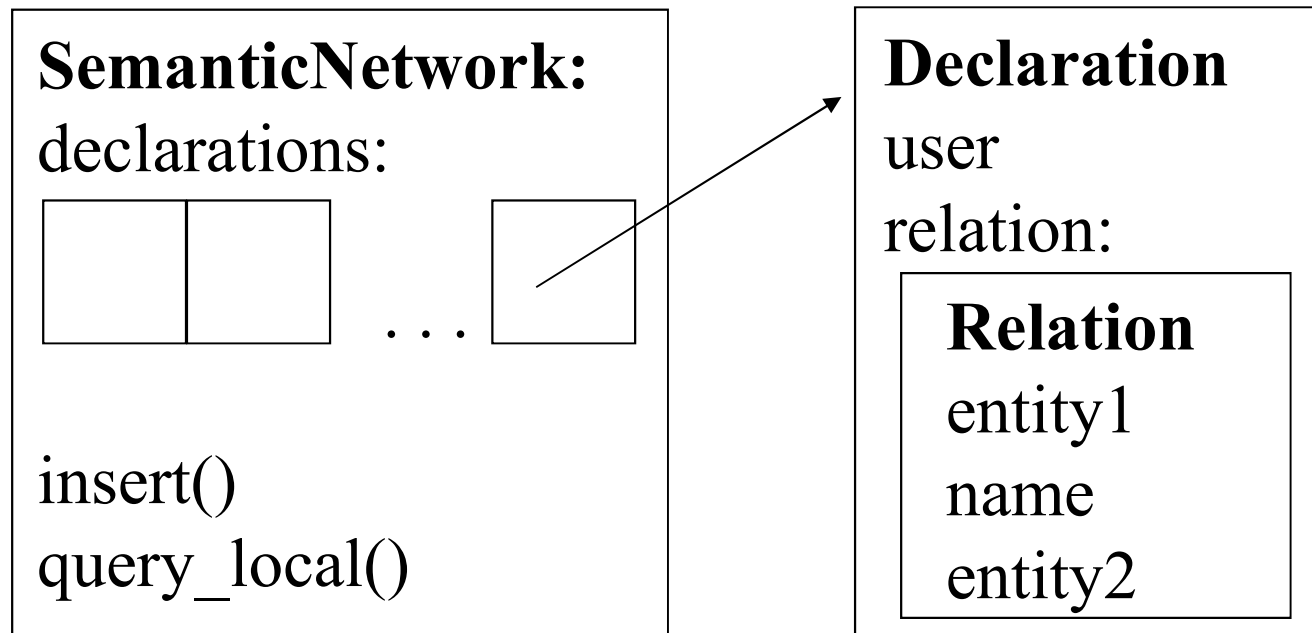 SemanticNetwork:
declarations:
. . .
insert()
query_local()
Declaration
user
relation:
Relation
entity1
name
entity2